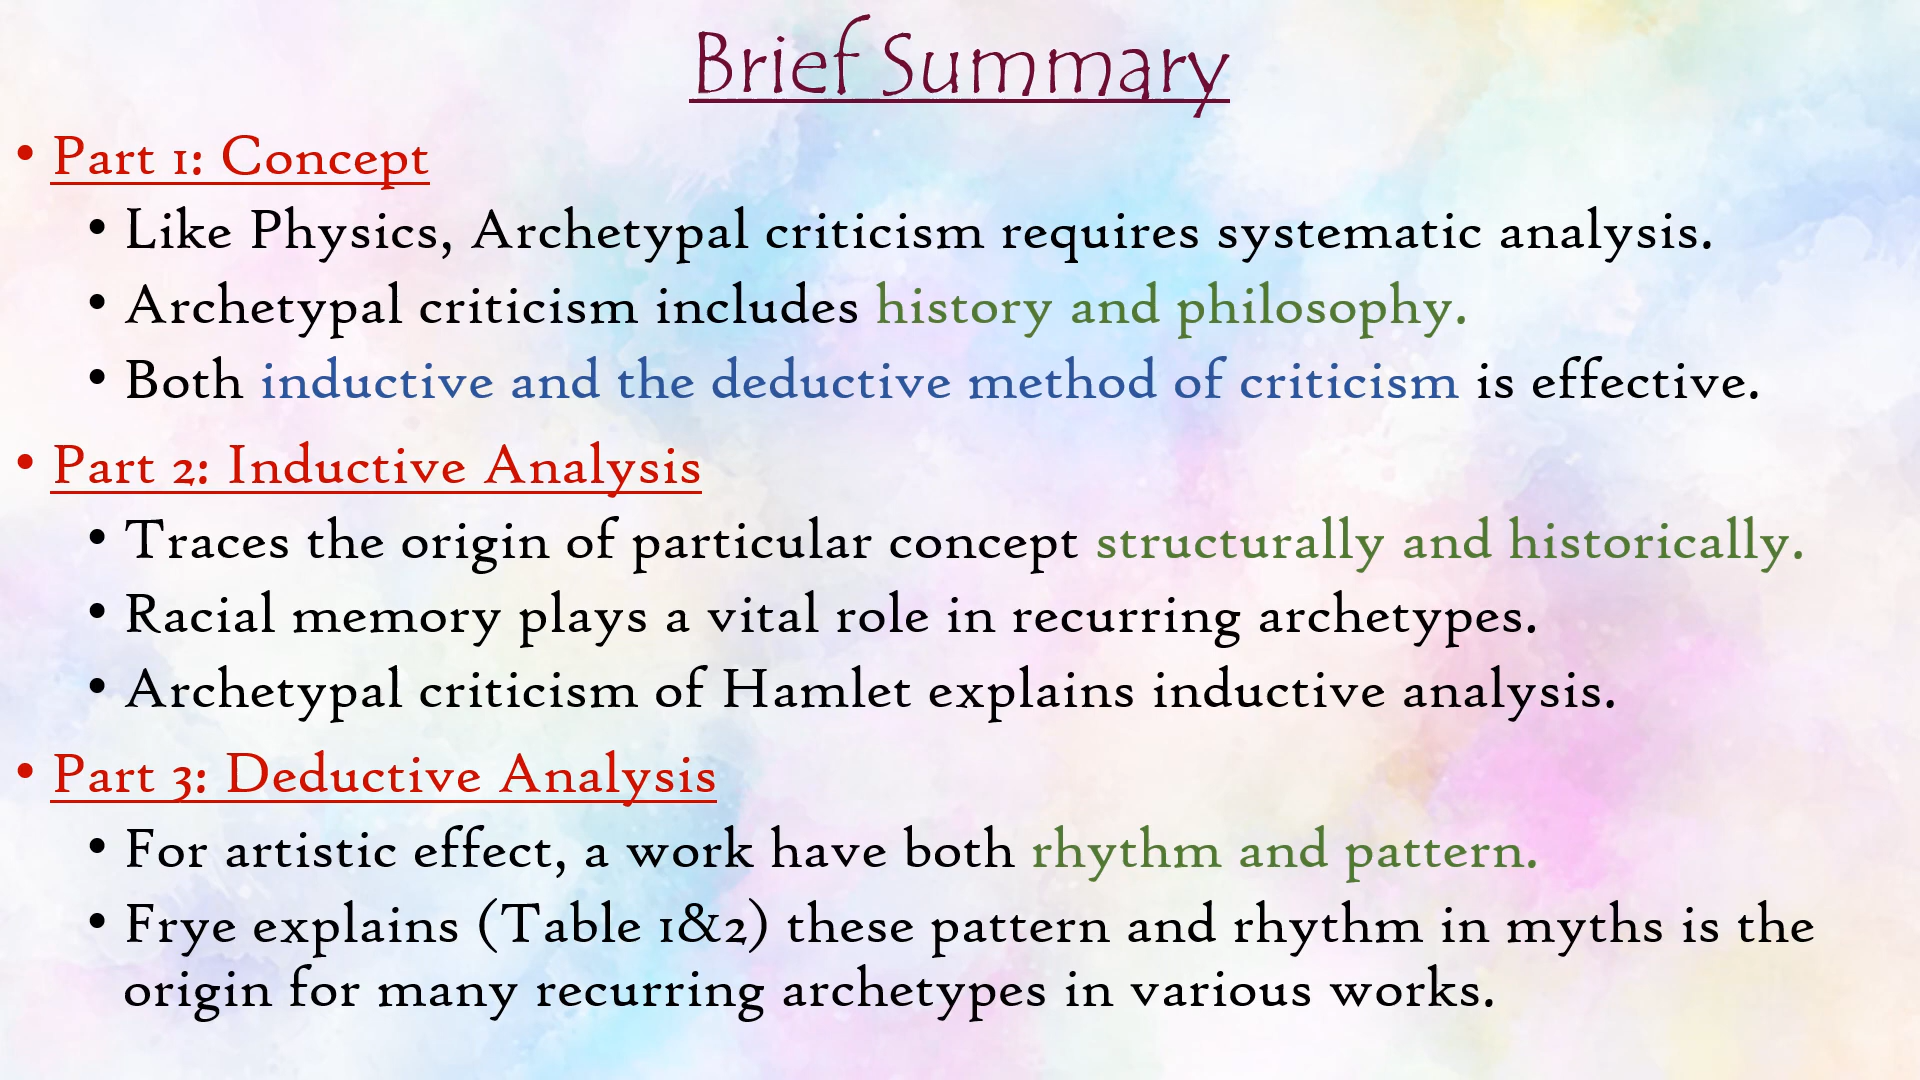 Brief Summary
• Part 1: Concept
• Like Physics, Archetypal criticism requires systematic analysis.
• Archetypal criticism includes history and philosophy.
• Both inductive and the deductive method of criticism is effective.
• Part 2: Inductive Analysis
• Traces the origin of particular concept structurally and historically.
• Racial memory plays a vital role in recurring archetypes.
• Archetypal criticism of Hamlet explains inductive analysis.
• Part 3: Deductive Analysis
• For artistic effect, a work have both rhythm and pattern.
• Frye explains (Table 1&2) these pattern and rhythm in myths is the
origin for many recurring archetypes in various works.